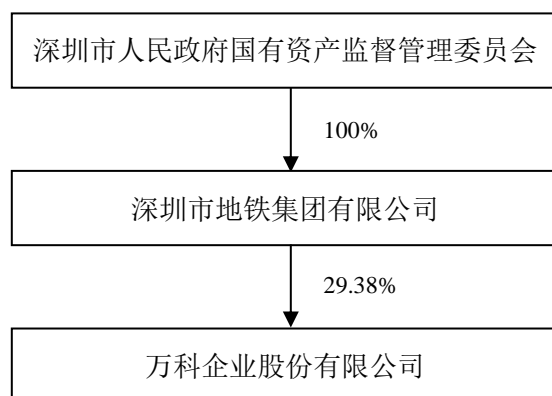 深圳市人民政府国有资产监督管理委员会
100%
深圳市地铁集团有限公司
29.38%
万科企业股份有限公司